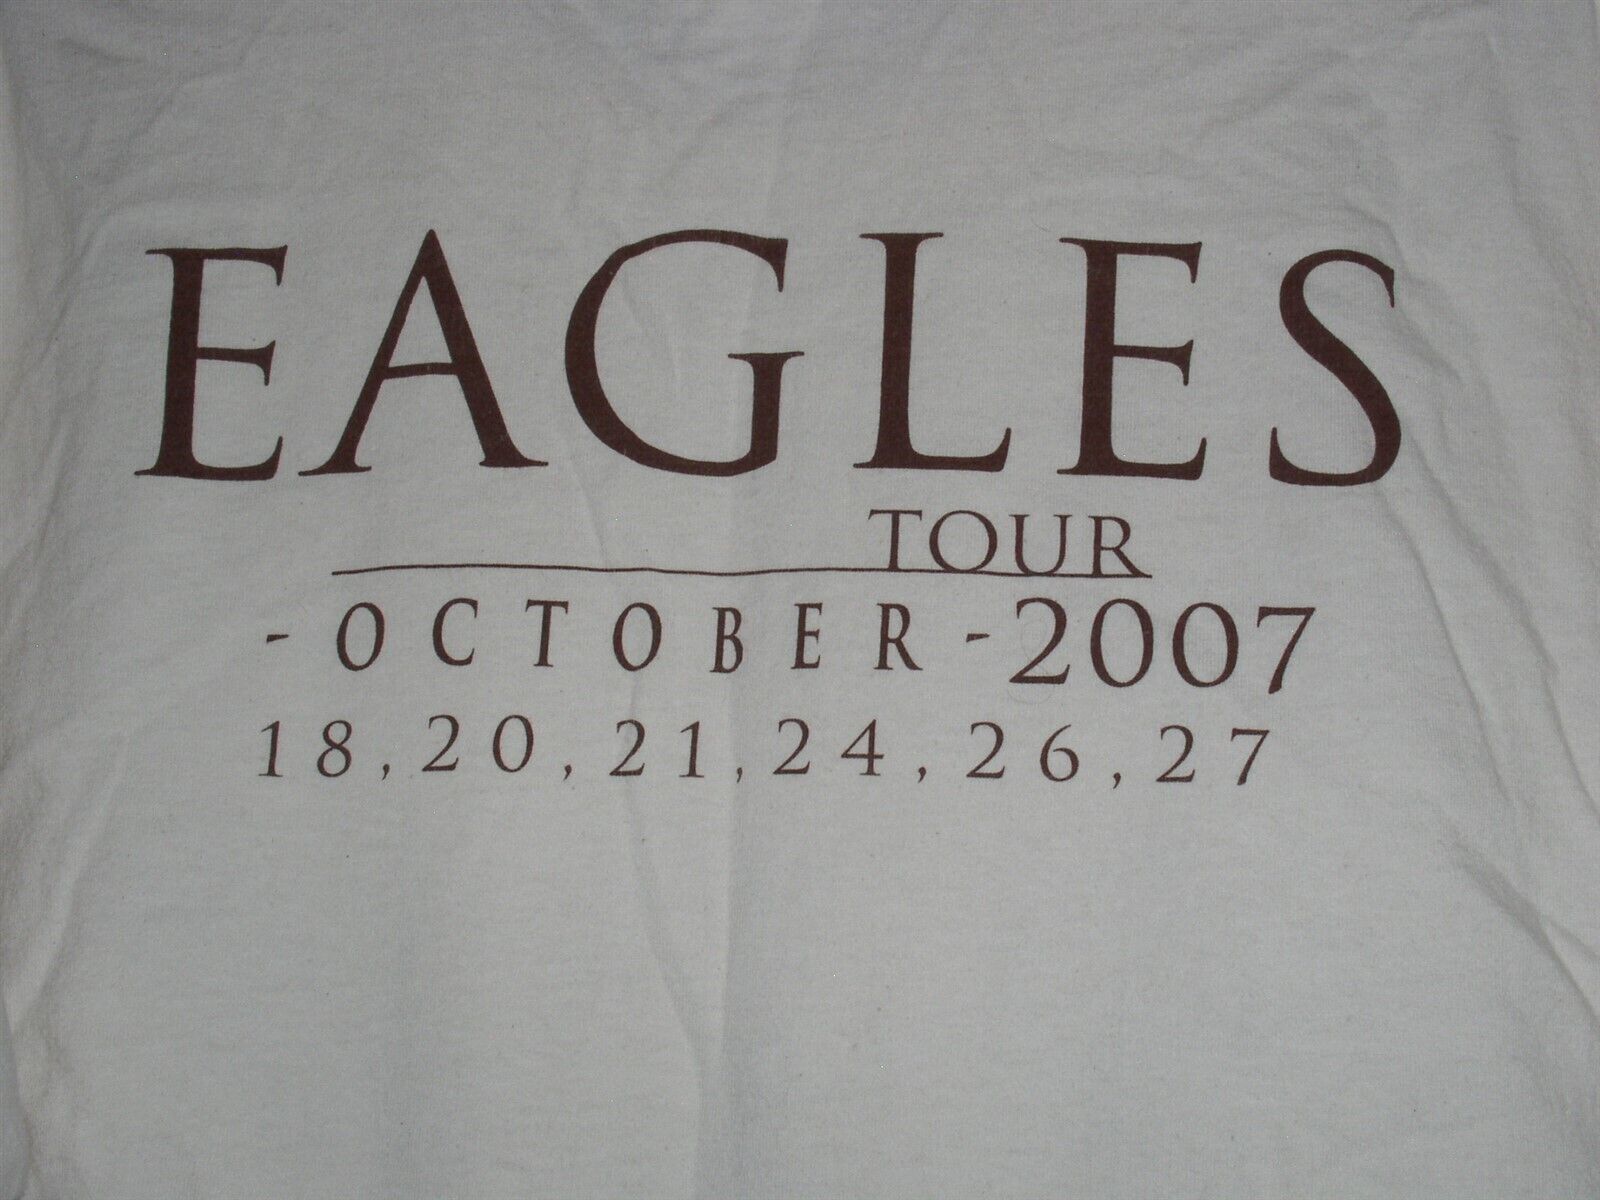 EAGLES
TOUR
- OCTOBER - 2007
18, 20, 21, 24, 26, 27